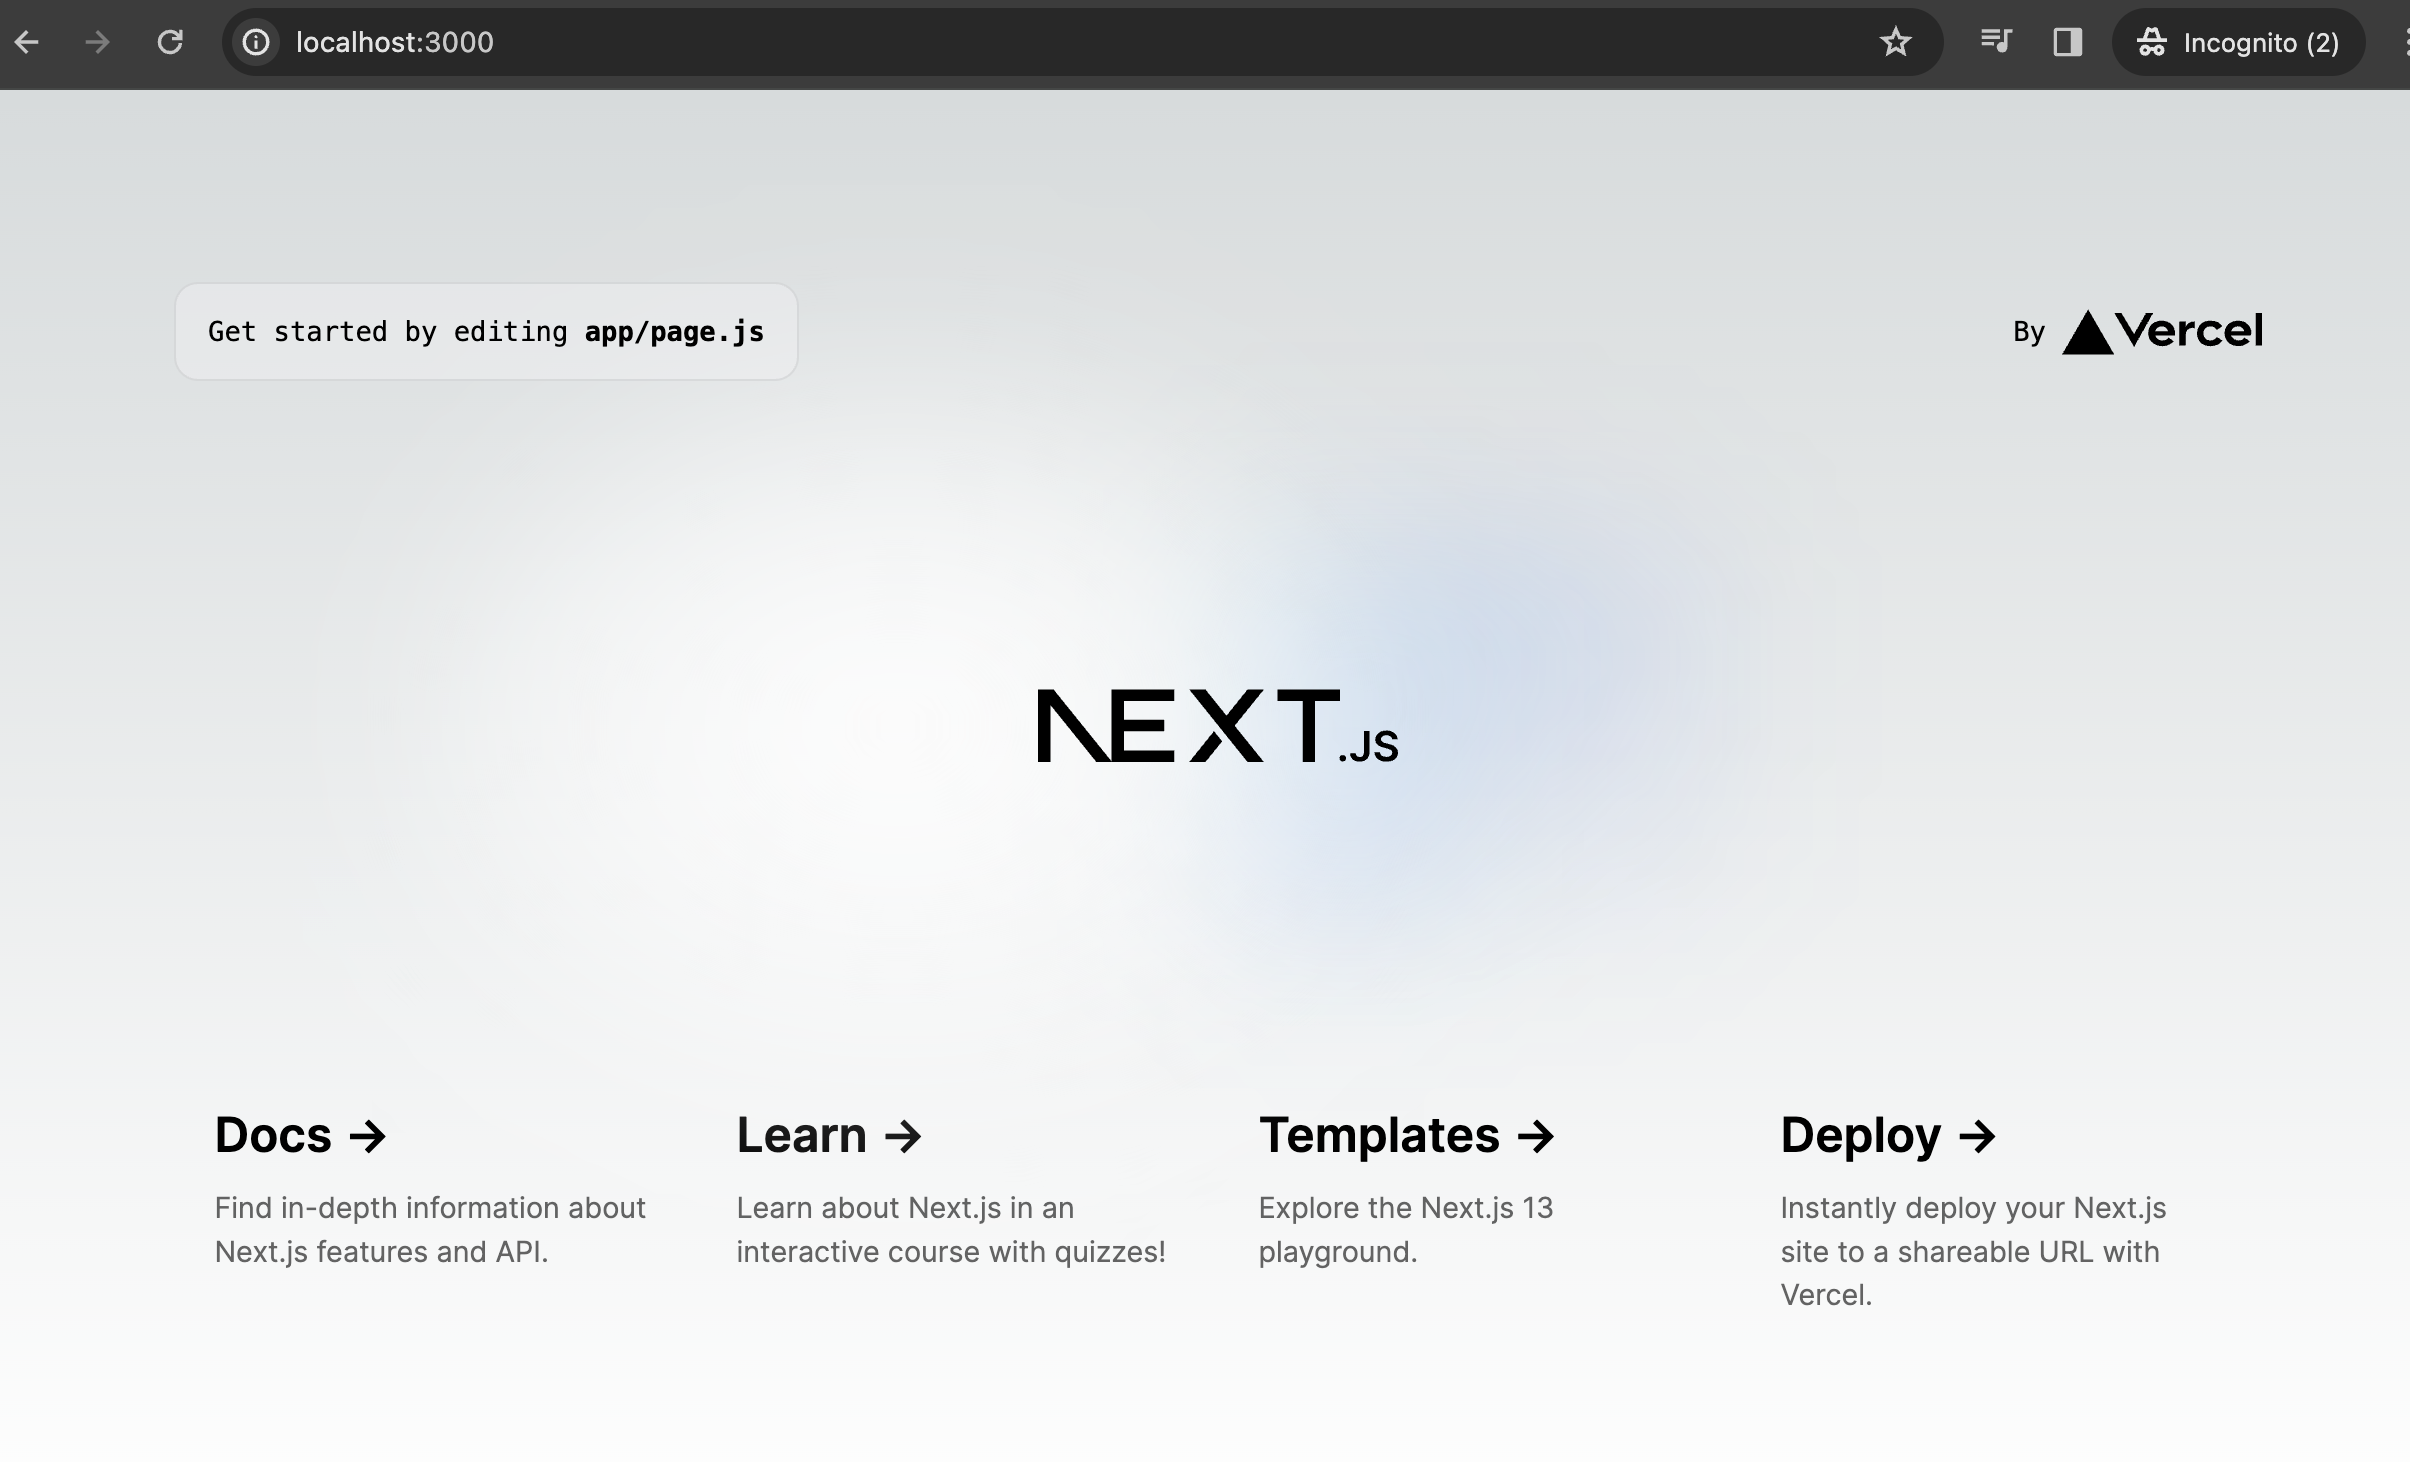 localhost:3000
Incognito (2)
Get started by editing app/page.js
By Vercel
NEXT.JS
Docs →
Find in-depth information about
Next.js features and API.
Learn →
Learn about Next.js in an
interactive course with quizzes!
Templates →
Explore the Next.js 13
playground.
Deploy →
Instantly deploy your Next.js
site to a shareable URL with
Vercel.